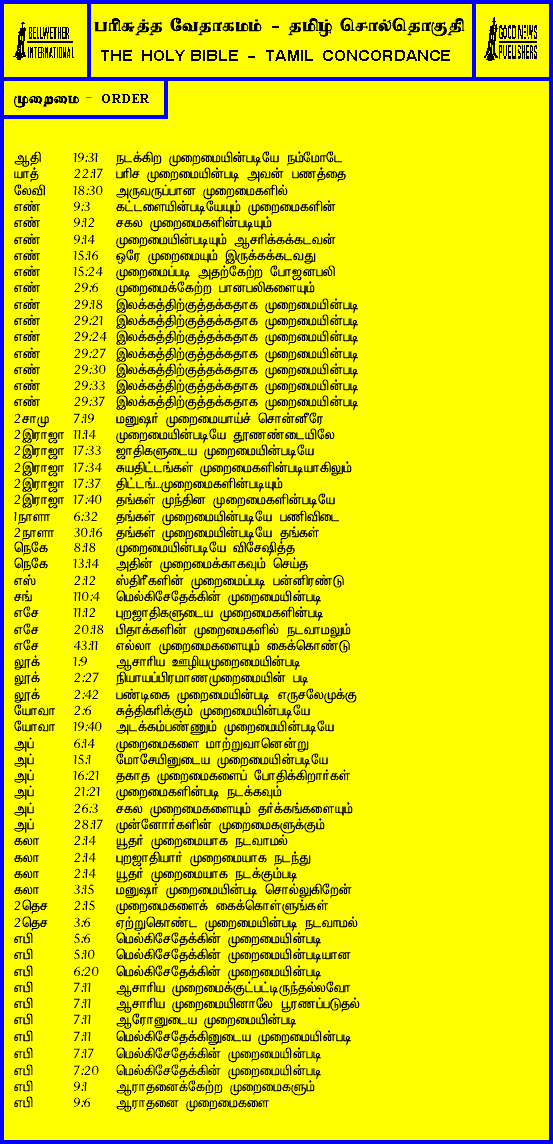 BELLWETHER
INTERNATIONAL
பரிசுத்த வேதாகமம் - தமிழ் சொல்தொகுதி
THE HOLY BIBLE - TAMIL CONCORDANCE
GOOD NEWS
PUBLISHERS
முறைமை - ORDER
ஆதி 19:31 நடக்கிற முறைமையின்படியே நம்மோடே
யாத் 22:17 பரிச முறைமையின்படி அவன் பணத்தை
லேவி 18:30 அருவருப்பான முறைமைகளில்
எண் 9:3 கட்டளையின்படியேயும் முறைமைகளின்
எண் 9:12 சகல முறைமைகளின்படியும்
எண் 9:14 முறைமையின்படியும் ஆசரிக்கக்கடவன்
எண் 15:16 ஒரே முறைமையும் இருக்கக்கடவது
எண் 15:24 முறைமைப்படி அதற்கேற்ற போஜனபலி
எண் 29:6 முறைமைக்கேற்ற பானபலிகளையும்
எண் 29:18 இலக்கத்திற்குத்தக்கதாக முறைமையின்படி
எண் 29:21 இலக்கத்திற்குத்தக்கதாக முறைமையின்படி
எண் 29:24 இலக்கத்திற்குத்தக்கதாக முறைமையின்படி
எண் 29:27 இலக்கத்திற்குத்தக்கதாக முறைமையின்படி
எண் 29:30 இலக்கத்திற்குத்தக்கதாக முறைமையின்படி
எண் 29:33 இலக்கத்திற்குத்தக்கதாக முறைமையின்படி
எண் 29:37 இலக்கத்திற்குத்தக்கதாக முறைமையின்படி
2சாமு 7:19 மனுஷர் முறைமையாய்ச் சொன்னீரே
2இராஜா 11:14 முறைமையின்படியே தூணண்டையிலே
2இராஜா 17:33 ஜாதிகளுடைய முறைமையின்படியே
2இராஜா 17:34 சுயதிட்டங்கள் முறைமைகளின்படியாகிலும்
2இராஜா 17:37 திட்டங்..முறைமைகளின்படியும்
2இராஜா 17:40 தங்கள் முந்தின முறைமைகளின்படியே
1நாளா 6:32 தங்கள் முறைமையின்படியே பணிவிடை
2நாளா 30:16 தங்கள் முறைமையின்படியே தங்கள்
நெகே 8:18 முறைமையின்படியே விசேஷித்த
நெகே 13:14 அதின் முறைமைக்காகவும் செய்த
எஸ் 2:12 ஸ்திரீகளின் முறைமைப்படி பன்னிரண்டு
சங் 110:4 மெல்கிசேதேக்கின் முறைமையின்படி
எசே 11:12 புறஜாதிகளுடைய முறைமைகளின்படி
எசே 20:18 பிதாக்களின் முறைமைகளில் நடவாமலும்
எசே 43:11 எல்லா முறைமைகளையும் கைக்கொண்டு
லூக் 1:9 ஆசாரிய ஊழியமுறைமையின்படி
லூக் 2:27 நியாயப்பிரமாணமுறைமையின் படி
லூக் 2:42 பண்டிகை முறைமையின்படி எருசலேமுக்கு
யோவா 2:6 சுத்திகரிக்கும் முறைமையின்படியே
யோவா 19:40 அடக்கம்பண்ணும் முறைமையின்படியே
அப் 6:14 முறைமைகளை மாற்றுவானென்று
அப் 15:1 மோசேயினுடைய முறைமையின்படியே
அப் 16:21 தகாத முறைமைகளைப் போதிக்கிறார்கள்
அப் 21:21 முறைமைகளின்படி நடக்கவும்
அப் 26:3 சகல முறைமைகளையும் தர்க்கங்களையும்
அப் 28:17 முன்னோர்களின் முறைமைகளுக்கும்
கலா 2:14 யூதர் முறைமையாக நடவாமல்
கலா 2:14 புறஜாதியார் முறைமையாக நடந்து
கலா 2:14 யூதர் முறைமையாக நடக்கும்படி
கலா 3:15 மனுஷர் முறைமையின்படி சொல்லுகிறேன்
2தெச 2:15 முறைமைகளைக் கைக்கொள்ளுங்கள்
2தெச 3:6 ஏற்றுகொண்ட முறைமையின்படி நடவாமல்
எபி 5:6 மெல்கிசேதேக்கின் முறைமையின்படி
எபி 5:10 மெல்கிசேதேக்கின் முறைமையின்படியான
எபி 6:20 மெல்கிசேதேக்கின் முறைமையின்படி
எபி 7:11 ஆசாரிய முறைமைக்குட்பட்டிருந்தல்லவோ
எபி 7:11 ஆசாரிய முறைமையினாலே பூரணப்படுதல்
எபி 7:11 ஆரோனுடைய முறைமையின்படி
எபி 7:11 மெல்கிசேதேக்கினுடைய முறைமையின்படி
எபி 7:17 மெல்கிசேதேக்கின் முறைமையின்படி
எபி 7:20 மெல்கிசேதேக்கின் முறைமையின்படி
எபி 9:1 ஆராதனைக்கேற்ற முறைமைகளும்
எபி 9:6 ஆராதனை முறைமைகளை